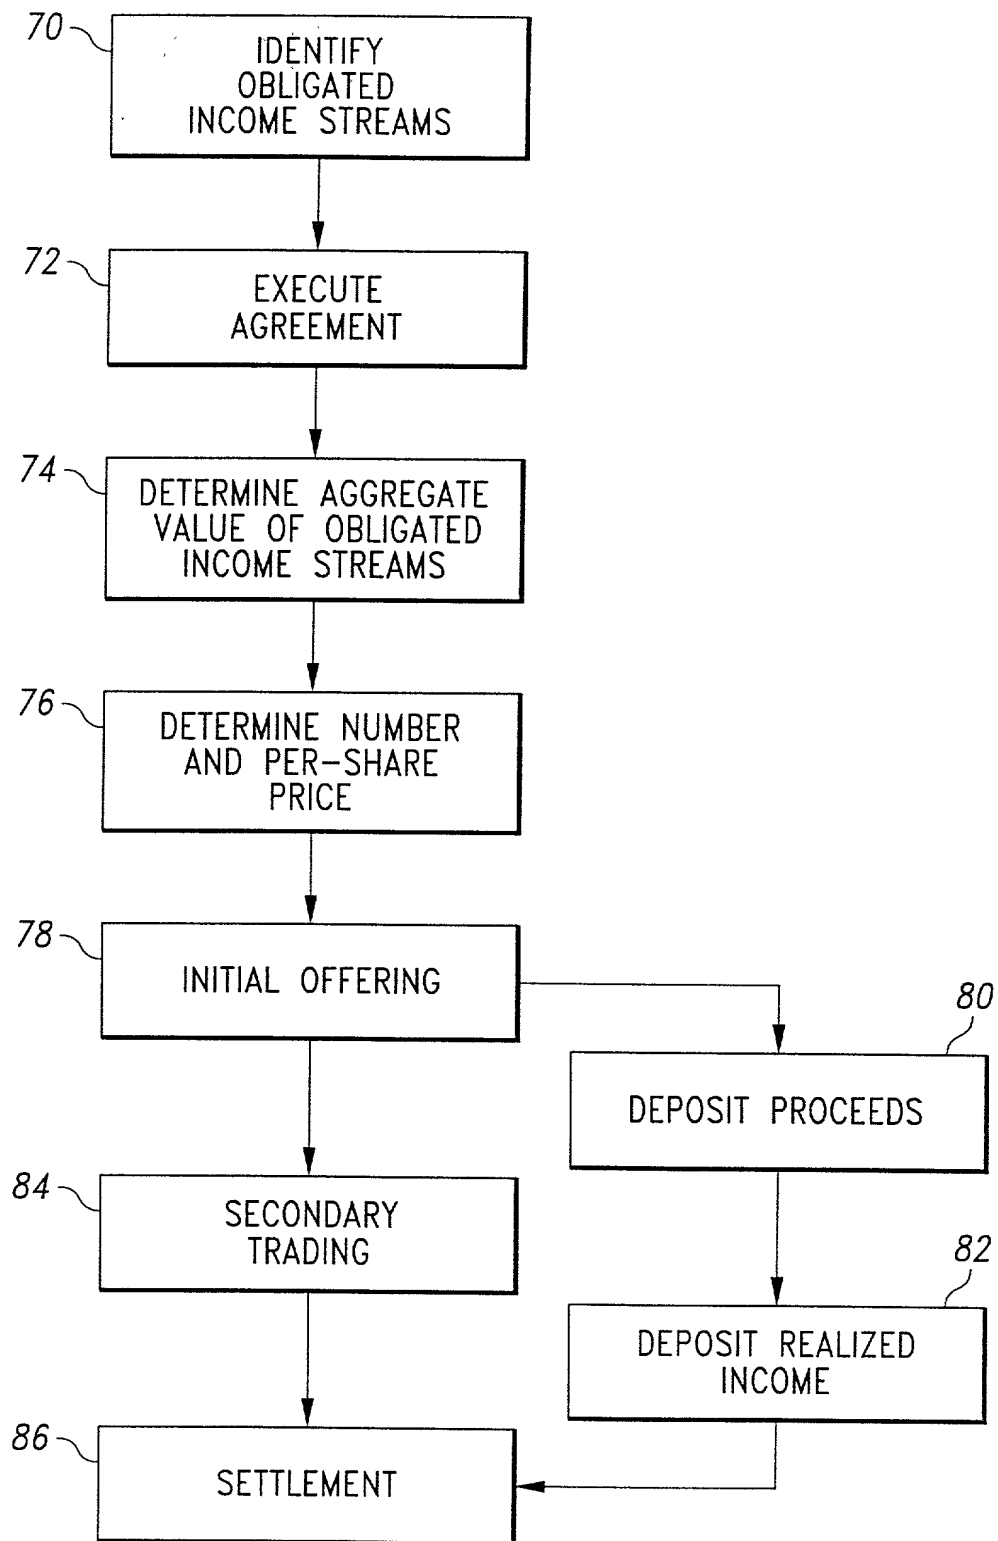 70
IDENTIFY
OBLIGATED
INCOME STREAMS
72
EXECUTE
AGREEMENT
74
DETERMINE AGGREGATE
VALUE OF OBLIGATED
INCOME STREAMS
76
DETERMINE NUMBER
AND PER-SHARE
PRICE
78
INITIAL OFFERING
80
DEPOSIT PROCEEDS
84
SECONDARY
TRADING
82
DEPOSIT REALIZED
INCOME
86
SETTLEMENT